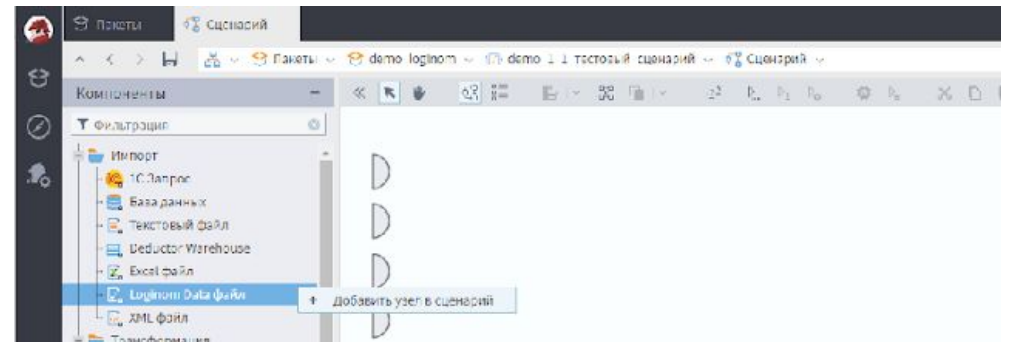 Пакеты Сценарий
Пакеты demo loginom demo 1 1 тестовый сценарий Сценарий
Компоненты
Фильтрация
Импорт
1С Запрос
База данных
Текстовый файл
Deductor Warehouse
Excel файл
Loginom Data файл
+ Добавить узел в сценарий
XML файл
Трансформация